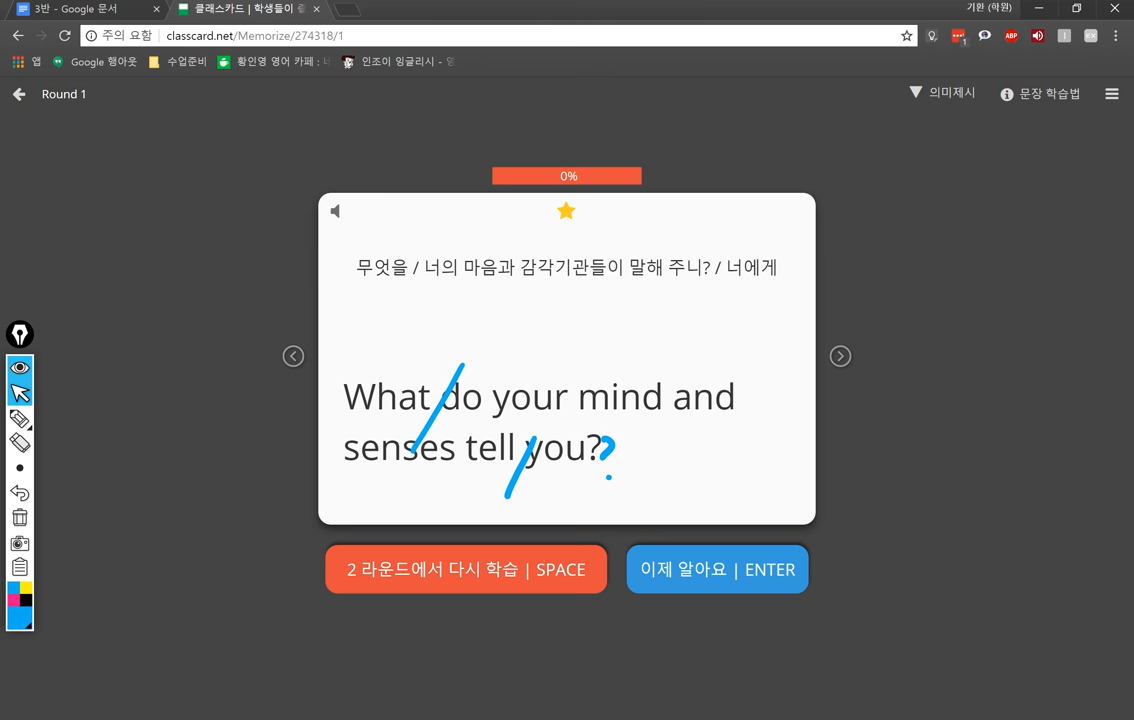 3반 - Google 문서
클래스카드 | 학생들이 즐
기환 (학원)
주의 요함 | classcard.net/Memorize/274318/1
ABP
1
앱
Google 행아웃
수업준비
황인영 영어 카페 : 네
인조이 잉글리시 - 영
Round 1
의미제시
문장 학습법
0%
무엇을 / 너의 마음과 감각기관들이 말해 주니? / 너에게
What do your mind and
senses tell you?
?
2 라운드에서 다시 학습 | SPACE
이제 알아요 | ENTER